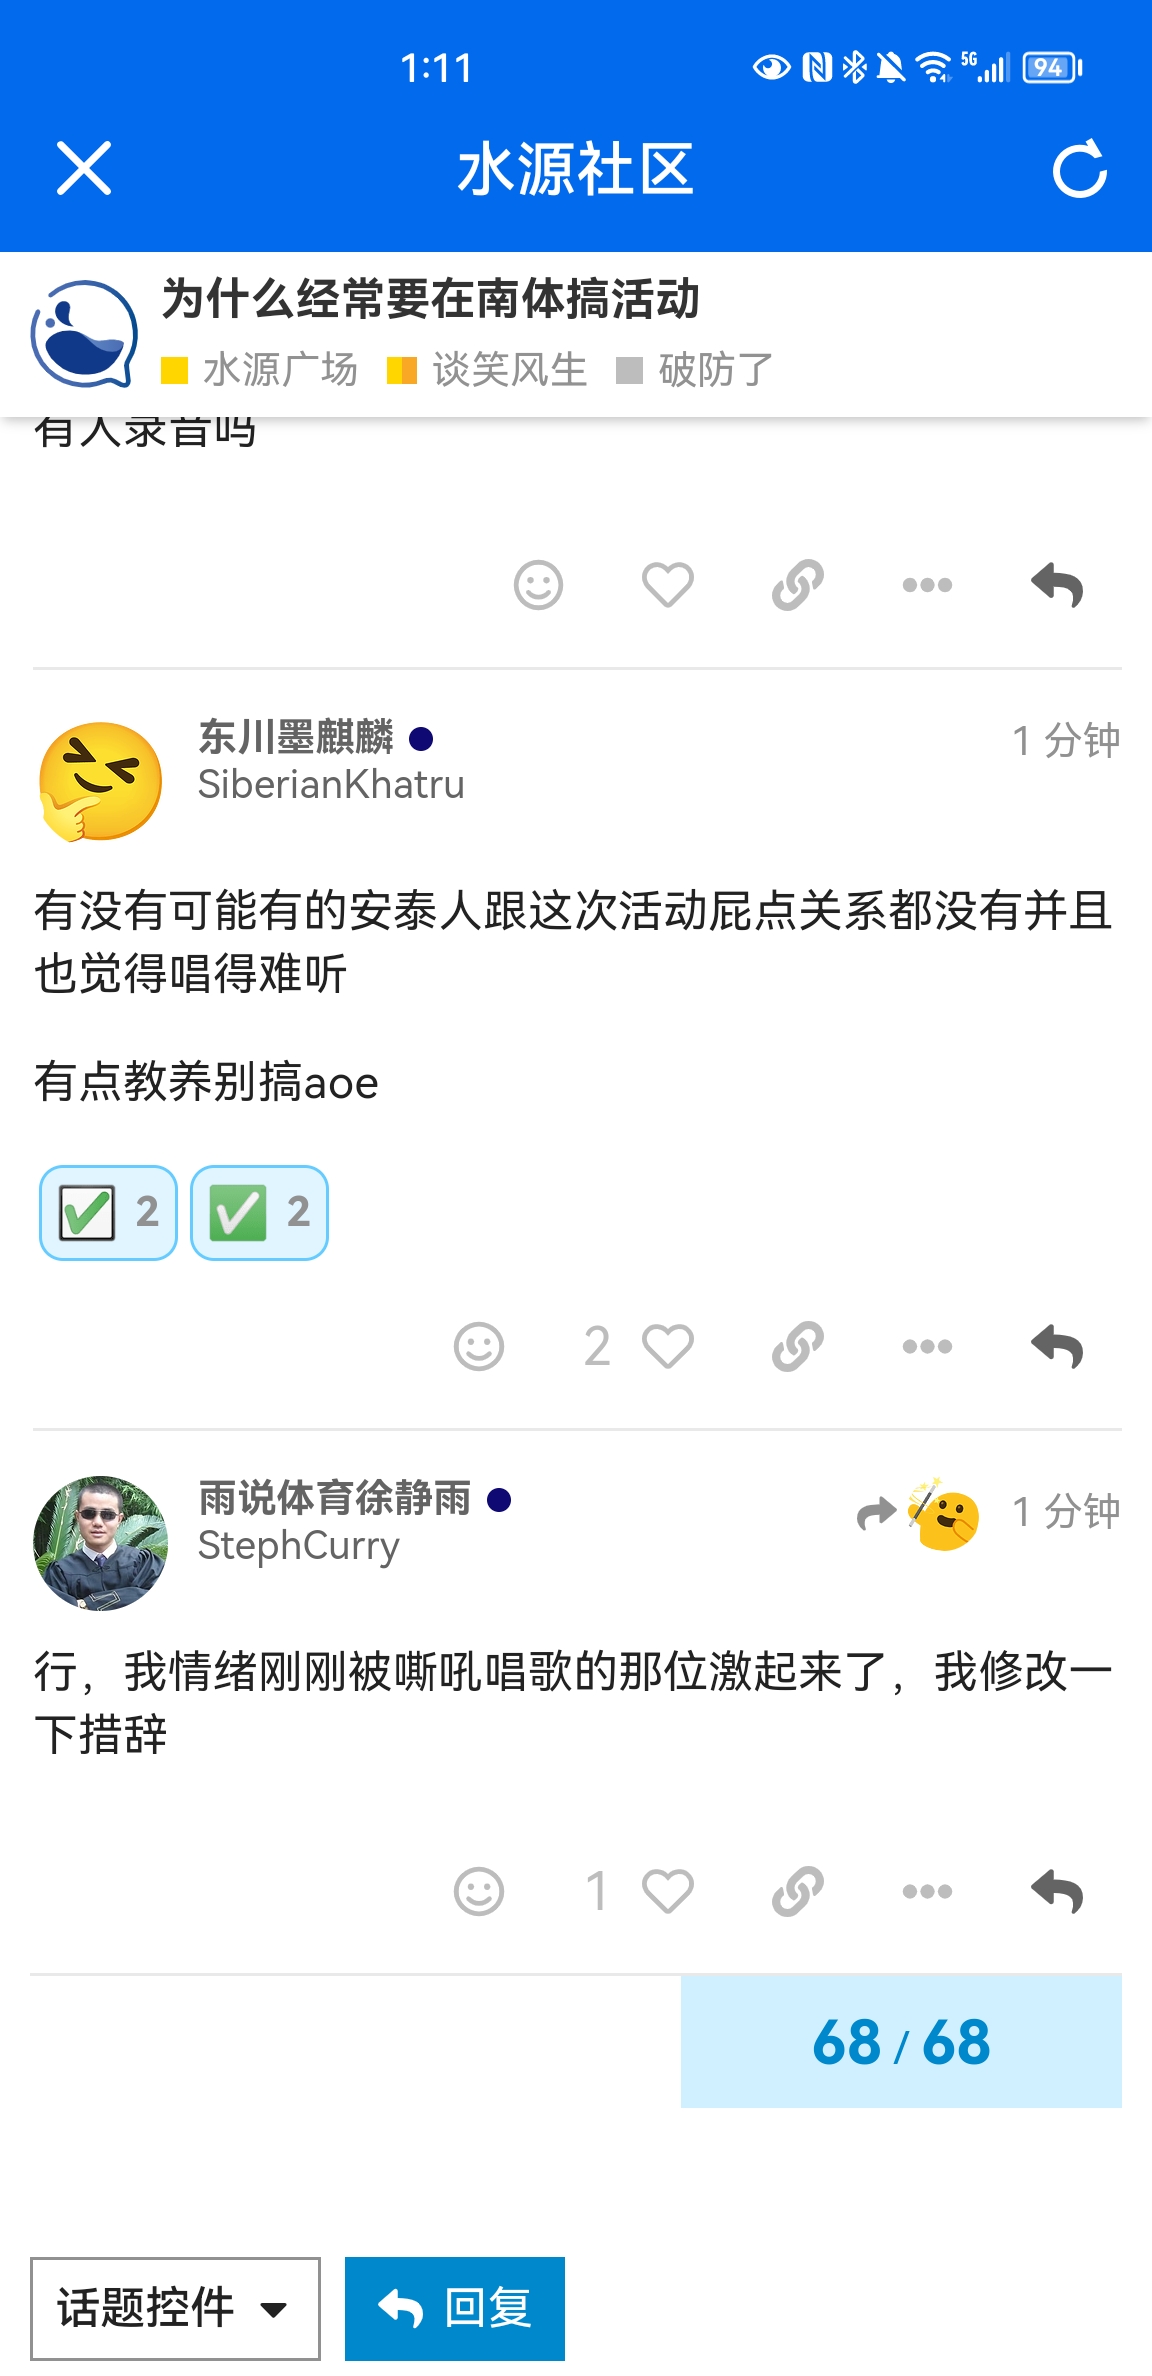 1:11
5G
94
水源社区
为什么经常要在南体搞活动
水源广场 谈笑风生 破防了
有人录音吗
东川墨麒麟
1 分钟
SiberianKhatru
有没有可能有的安泰人跟这次活动屁点关系都没有并且
也觉得唱得难听
有点教养别搞aoe
2 2
2
雨说体育徐静雨
1 分钟
StephCurry
行，我情绪刚刚被嘶吼唱歌的那位激起来了，我修改一
下措辞
1
68 / 68
话题控件 回复